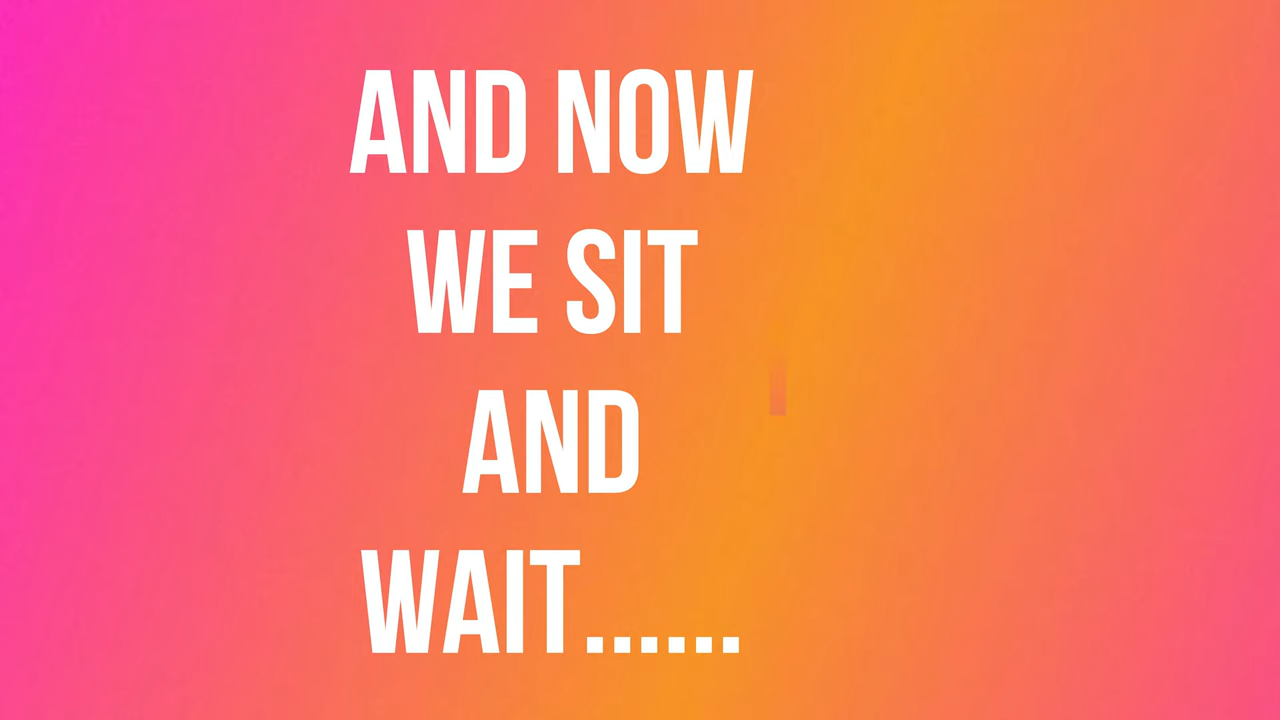 AND NOW
WE SIT
AND
WAIT......